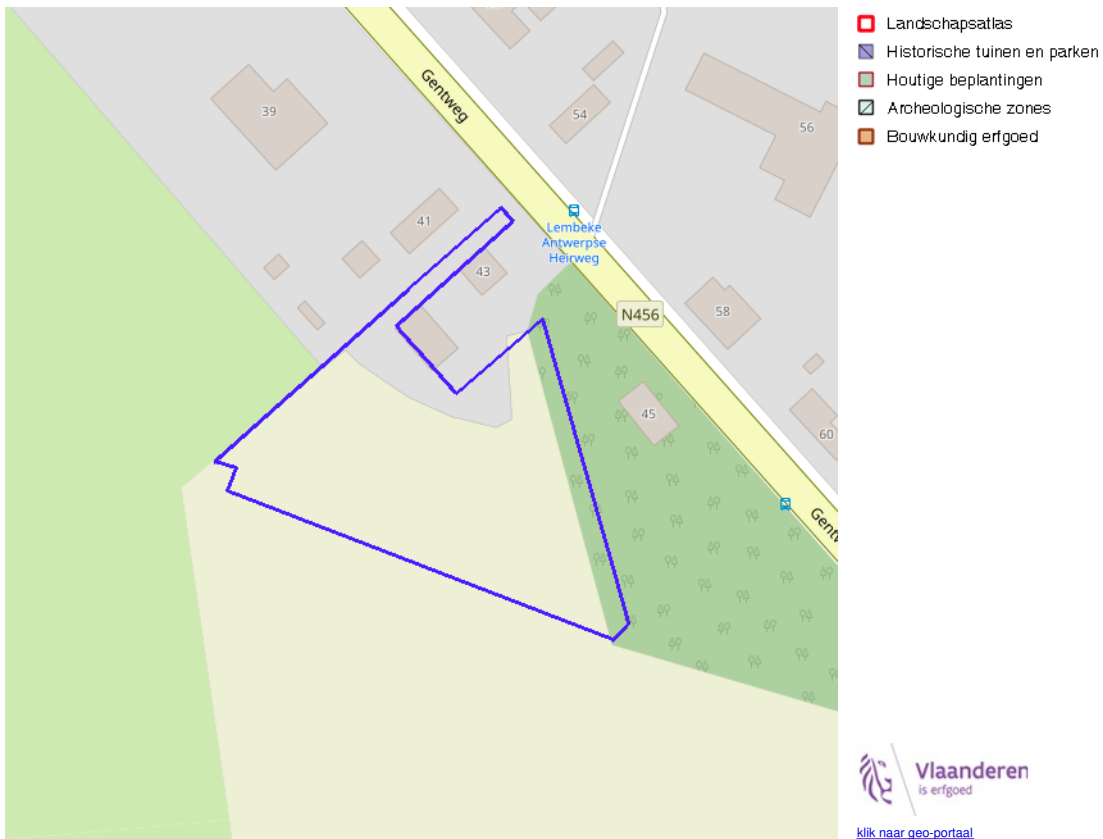 Landschapsatlas
Historische tuinen en parken
Houtige beplantingen
Archeologische zones
Bouwkundig erfgoed
Gentweg
39
54
56
41
43
Lembeke
Antwerpse
Heirweg
N456
58
45
60
Gentw
Vlaanderen
is erfgoed
klik naar geo-portaal